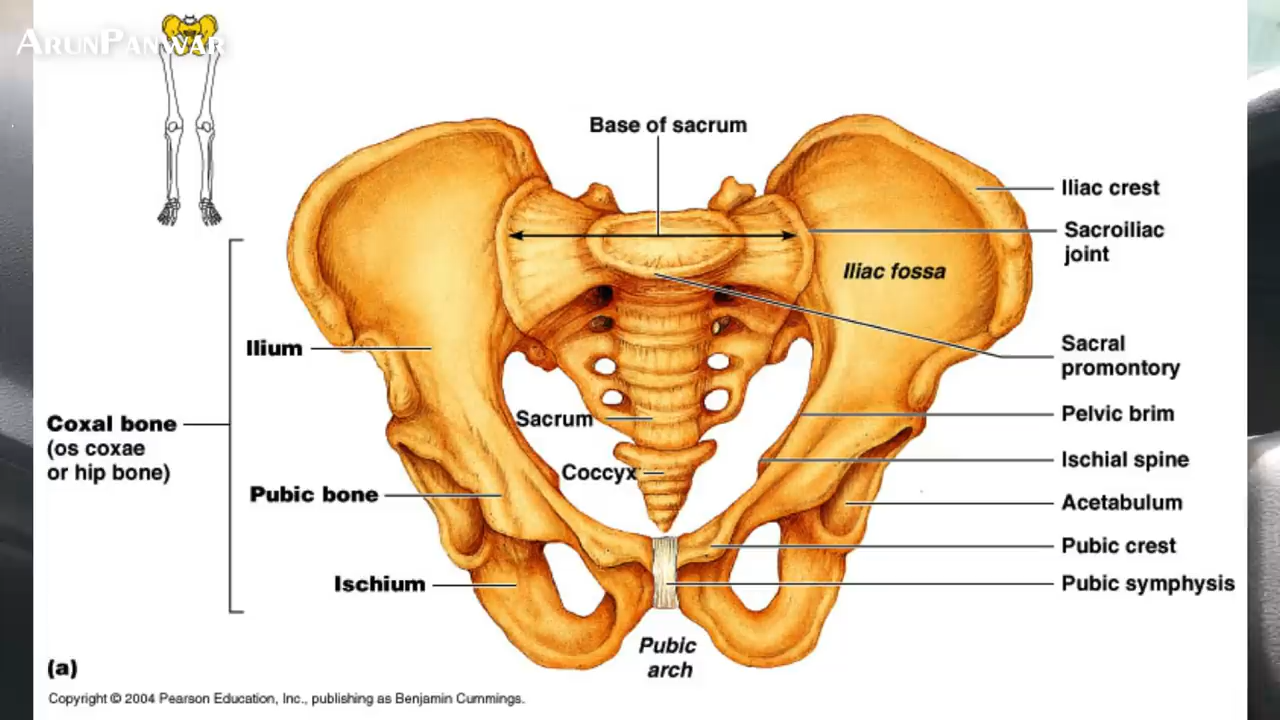 ArunPanwar
Base of sacrum
Iliac crest
Sacroiliac
joint
Iliac fossa
Ilium
Sacral
promontory
Sacrum
Pelvic brim
Coxal bone
(os coxae
or hip bone)
Ischial spine
Coccyx
Pubic bone
Acetabulum
Pubic crest
Ischium
Pubic symphysis
Pubic
arch
(a)
Copyright © 2004 Pearson Education, Inc., publishing as Benjamin Cummings.